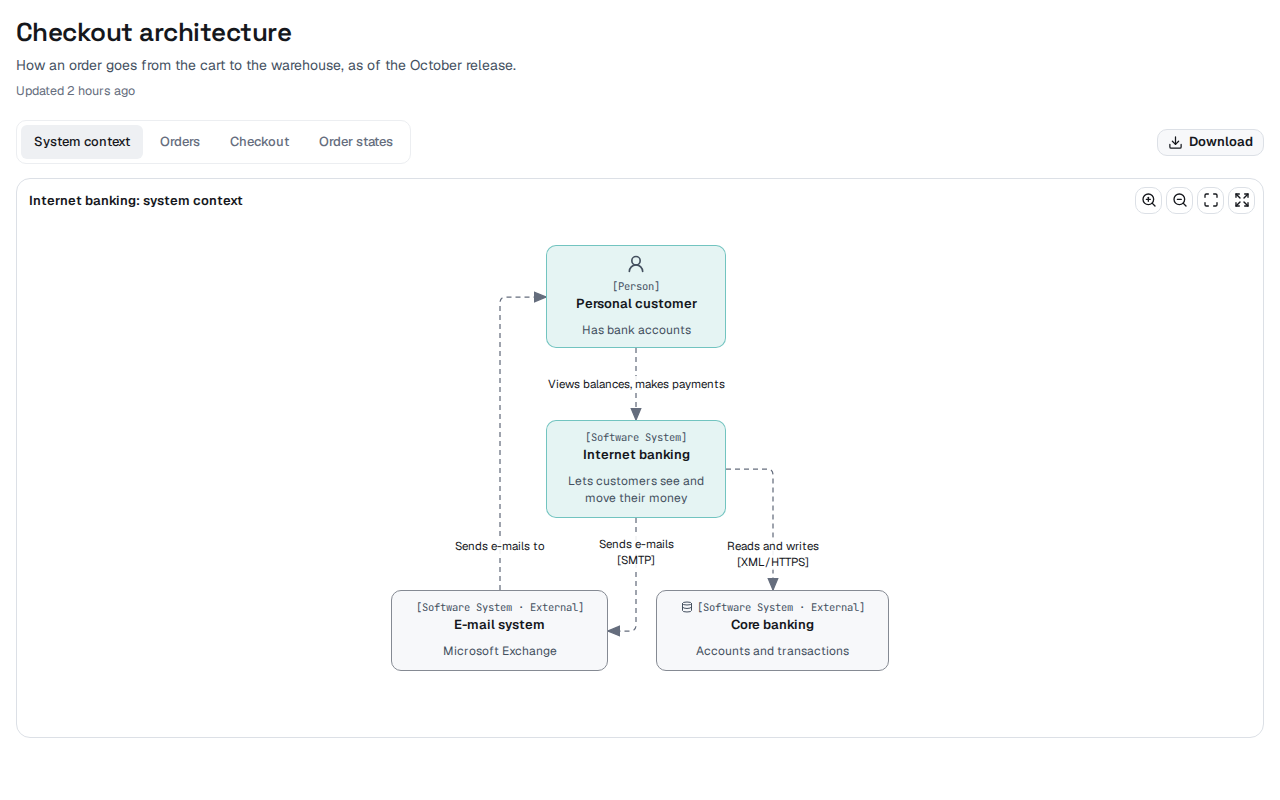 Checkout architecture
How an order goes from the cart to the warehouse, as of the October release.
Updated 2 hours ago
System context
Orders
Checkout
Order states
Download
Internet banking: system context
[Person]
Personal customer
Has bank accounts
Views balances, makes payments
[Software System]
Internet banking
Lets customers see and
move their money
Sends e-mails to
Sends e-mails
[SMTP]
Reads and writes
[XML/HTTPS]
[Software System · External]
E-mail system
Microsoft Exchange
[Software System · External]
Core banking
Accounts and transactions